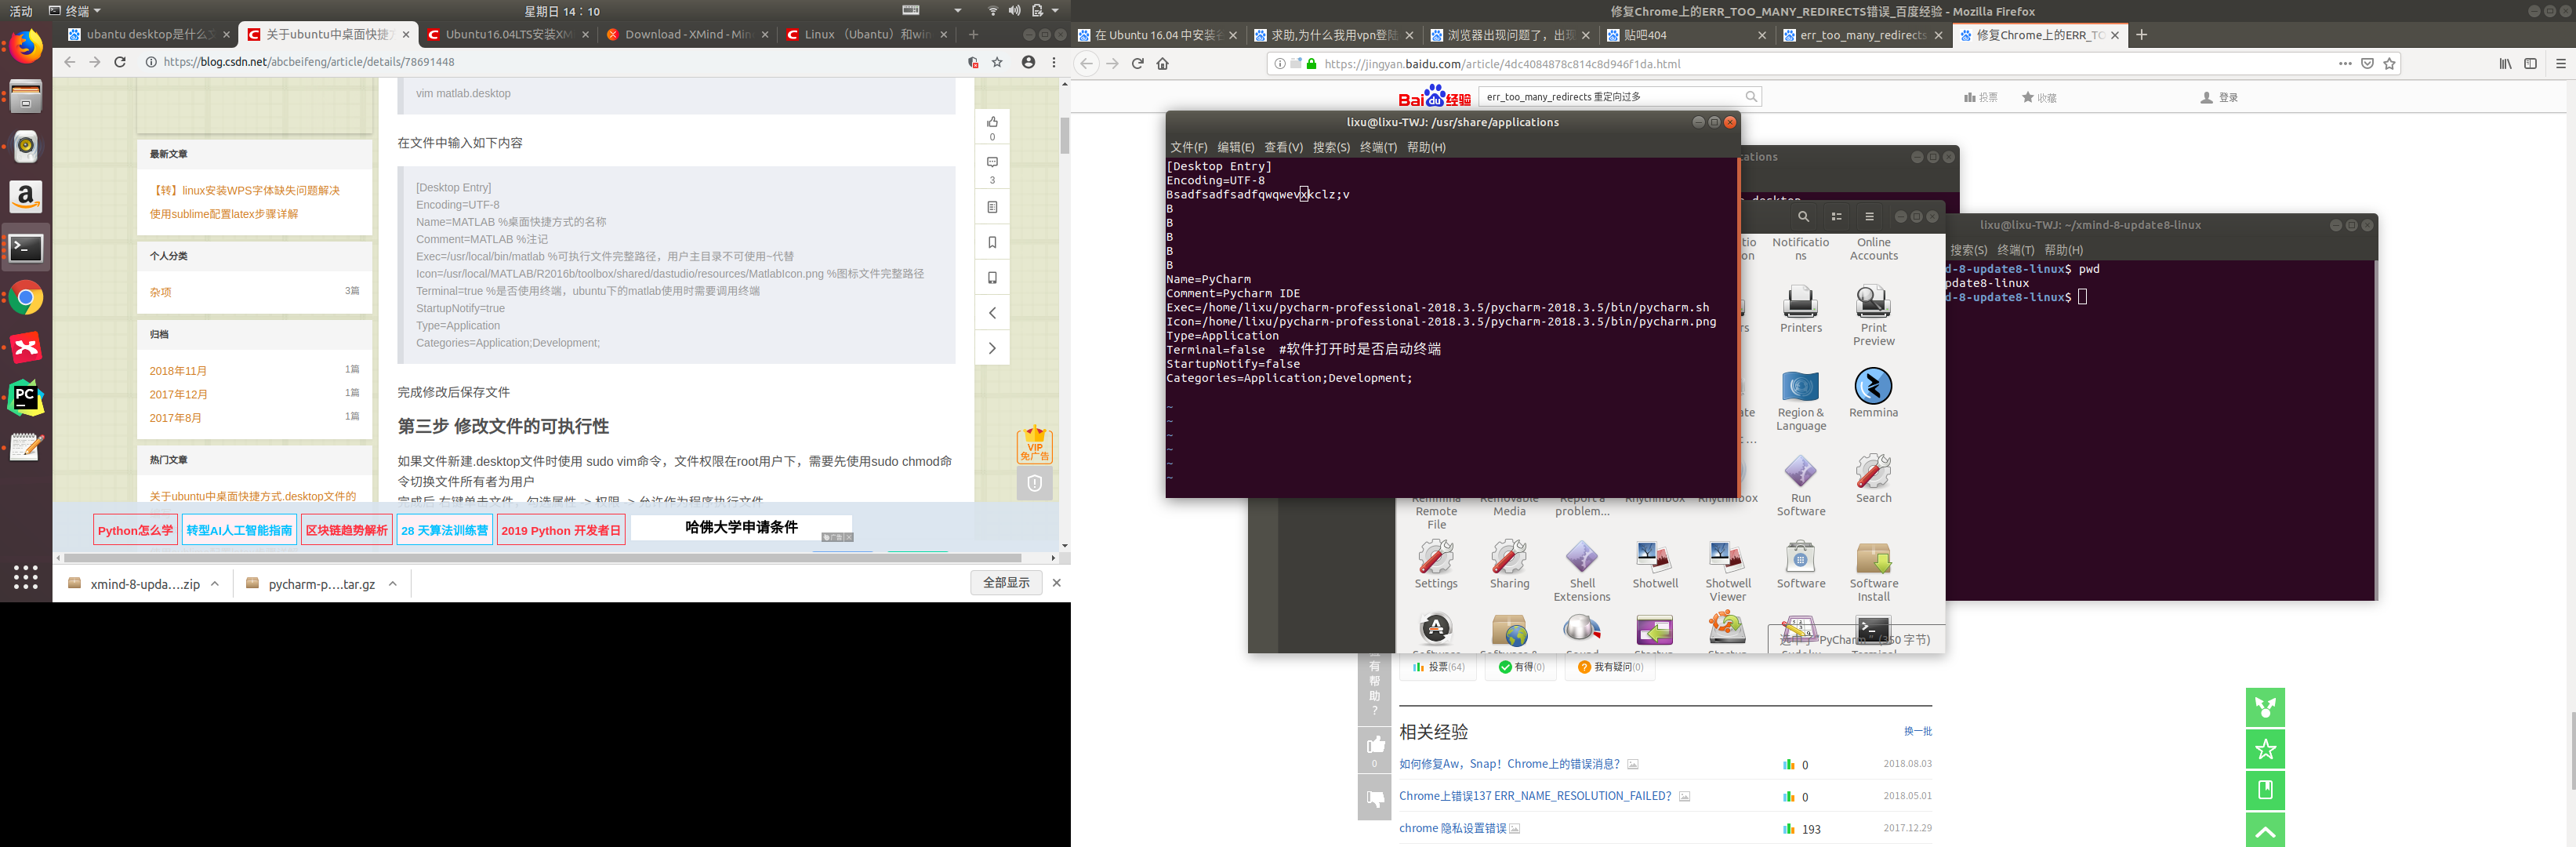 活动
终端
星期日 14：10
ubantu desktop是什么文
关于ubuntu中桌面快捷方
Ubuntu16.04LTS安装XM
Download - XMind - Min
Linux （Ubuntu）和win
https://blog.csdn.net/abcbeifeng/article/details/78691448
vim matlab.desktop
在文件中输入如下内容
[Desktop Entry]
Encoding=UTF-8
Name=MATLAB %桌面快捷方式的名称
Comment=MATLAB %注记
Exec=/usr/local/bin/matlab %可执行文件完整路径，用户主目录不可使用~代替
Icon=/usr/local/MATLAB/R2016b/toolbox/shared/dastudio/resources/MatlabIcon.png %图标文件完整路径
Terminal=true %是否使用终端，ubuntu下的matlab使用时需要调用终端
StartupNotify=true
Type=Application
Categories=Application;Development;
完成修改后保存文件
第三步 修改文件的可执行性
如果文件新建.desktop文件时使用 sudo vim命令，文件权限在root用户下，需要先使用sudo chmod命
令切换文件所有者为用户
完成后 右键单击文件，勾选属性 -> 权限 -> 允许作为程序执行文件
最新文章
【转】linux安装WPS字体缺失问题解决
使用sublime配置latex步骤详解
个人分类
杂项
3篇
归档
2018年11月
1篇
2017年12月
1篇
2017年8月
1篇
热门文章
关于ubuntu中桌面快捷方式.desktop文件的
0
3
VIP
免广告
Python怎么学
转型AI人工智能指南
区块链趋势解析
28 天算法训练营
2019 Python 开发者日
哈佛大学申请条件
广告
xmind-8-upda....zip
pycharm-p....tar.gz
全部显示
修复Chrome上的ERR_TOO_MANY_REDIRECTS错误_百度经验 - Mozilla Firefox
在 Ubuntu 16.04 中安装谷
求助,为什么我用vpn登陆
浏览器出现问题了，出现
贴吧404
err_too_many_redirects
修复Chrome上的ERR_TO
https://jingyan.baidu.com/article/4dc4084878c814c8d946f1da.html
Baidu经验
err_too_many_redirects 重定向过多
投票
收藏
登录
lixu@lixu-TWJ: /usr/share/applications
文件(F) 编辑(E) 查看(V) 搜索(S) 终端(T) 帮助(H)
[Desktop Entry]
Encoding=UTF-8
Bsadfsadfsadfqwqwevxkclz;v
B
B
B
B
B
Name=PyCharm
Comment=Pycharm IDE
Exec=/home/lixu/pycharm-professional-2018.3.5/pycharm-2018.3.5/bin/pycharm.sh
Icon=/home/lixu/pycharm-professional-2018.3.5/pycharm-2018.3.5/bin/pycharm.png
Type=Application
Terminal=false #软件打开时是否启动终端
StartupNotify=false
Categories=Application;Development;
~
~
~
~
~
~
lixu@lixu-TWJ: ~/xmind-8-update8-linux
搜索(S) 终端(T) 帮助(H)
d-8-update8-linux$ pwd
pdate8-linux
d-8-update8-linux$
Notificatio
ns
Online
Accounts
Printers
Print
Preview
Region &
Language
Remmina
Run
Software
Search
Remmina
Remote
File
Removable
Media
Report a
problem...
Rhythmbox
Settings
Sharing
Shell
Extensions
Shotwell
Shotwell
Viewer
Software
Software
Install
选中了"PyCharm" (350 字节)
有
帮
助
？
0
投票(64)
有得(0)
我有疑问(0)
相关经验
换一批
如何修复Aw，Snap！Chrome上的错误消息？
0
2018.08.03
Chrome上错误137 ERR_NAME_RESOLUTION_FAILED？
0
2018.05.01
chrome 隐私设置错误
193
2017.12.29